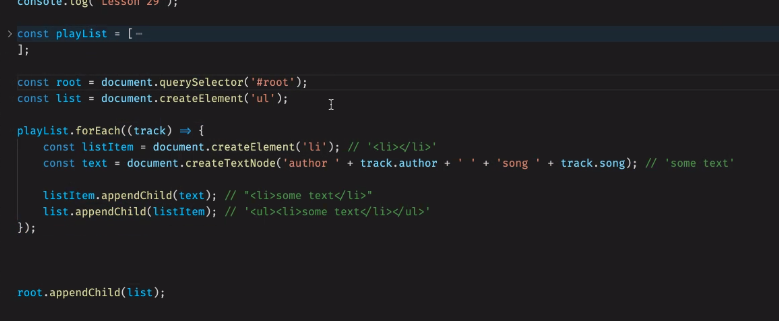 console.log('Lesson 29');
const playList = [⋯
];
const root = document.querySelector('#root');
const list = document.createElement('ul');
playList.forEach((track) => {
const listItem = document.createElement('li'); // '<li></li>'
const text = document.createTextNode('author ' + track.author + ' ' + 'song ' + track.song); // 'some text'
listItem.appendChild(text); // "<li>some text</li>"
list.appendChild(listItem); // '<ul><li>some text</li></ul>'
});
root.appendChild(list);